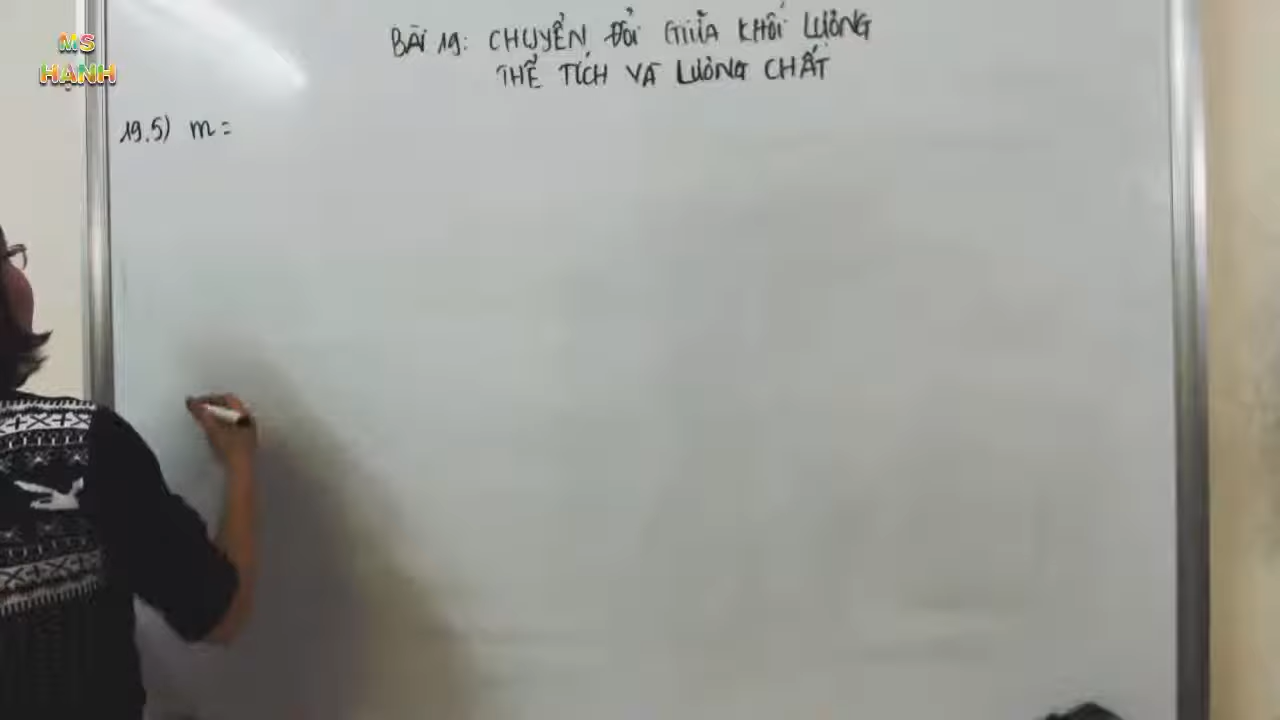 MS
HẠNH
BÀI 19: CHUYỂN ĐỔI GIỮA KHỐI LƯỢNG
THỂ TÍCH VÀ LƯỢNG CHẤT
19.5) m =